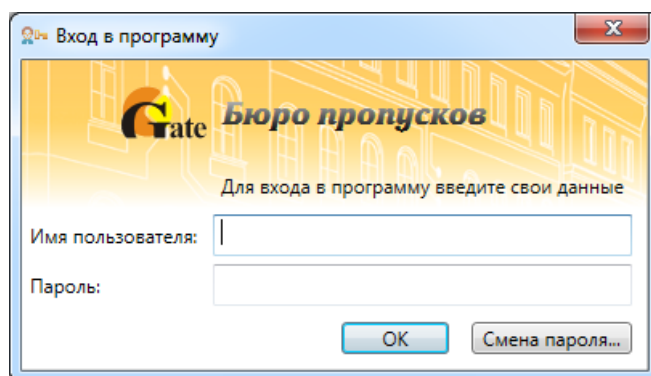 Вход в программу
Gate Бюро пропусков
Для входа в программу введите свои данные
Имя пользователя:
Пароль:
OK Смена пароля...